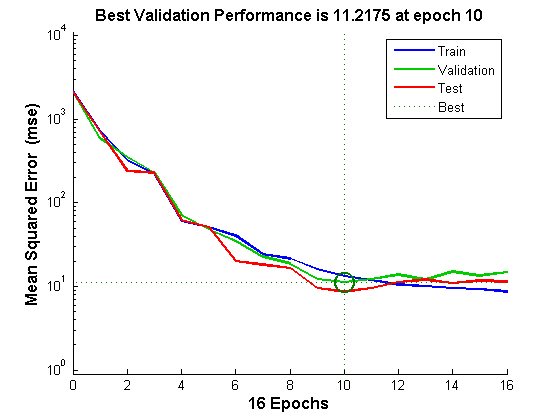 Best Validation Performance is 11.2175 at epoch 10
10^4
10^3
10^2
10^1
10^0
Mean Squared Error (mse)
Train
Validation
Test
Best
0 2 4 6 8 10 12 14 16
16 Epochs